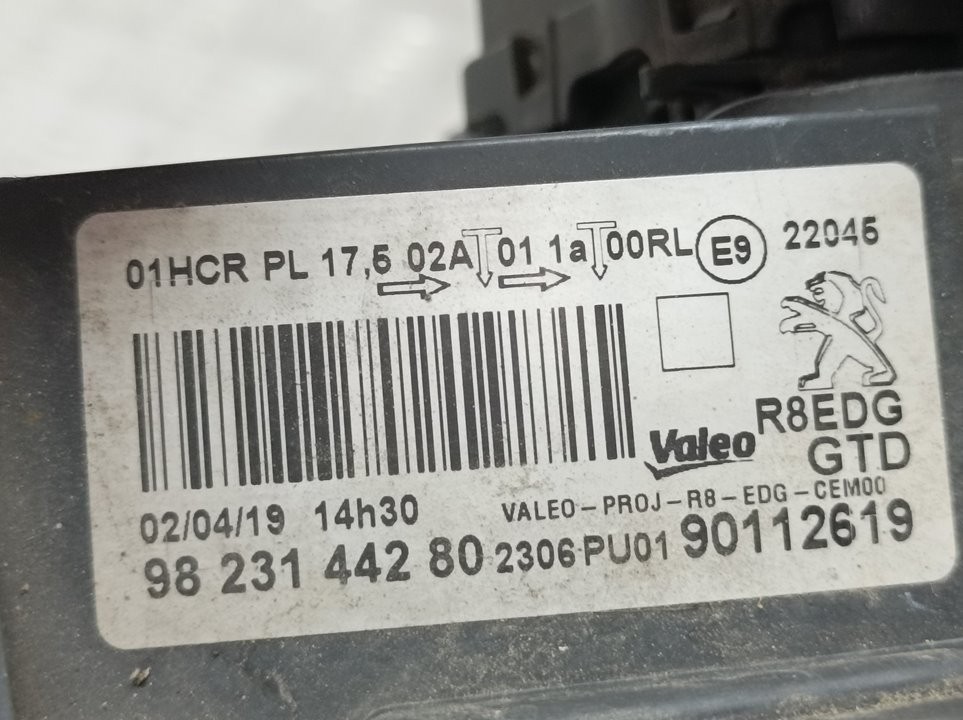 01HCR PL 17,5 02A 01 1a 00RL E9 22045
R8EDG
Valeo GTD
02/04/19 14h30 VALEO-PROJ-R8-EDG-CEM00
98 231 442 80 2306 PU01 90112619